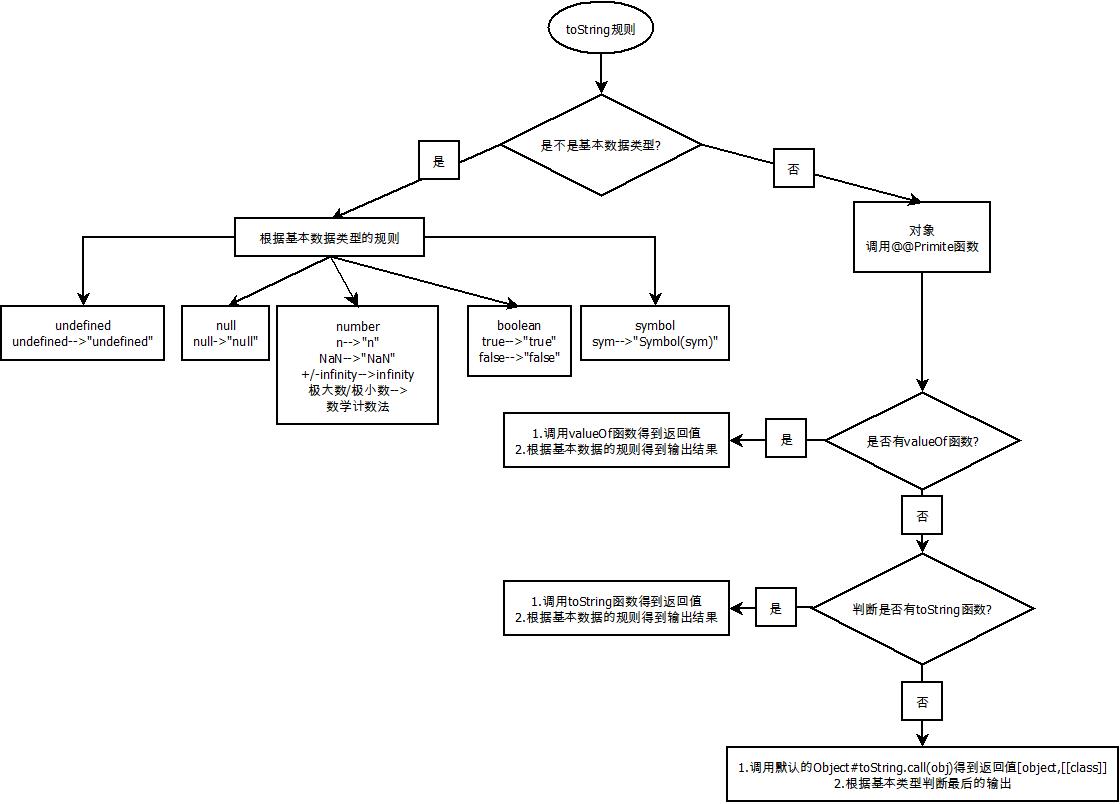 toString规则
是不是基本数据类型?
是
否
根据基本数据类型的规则
对象
调用@@Primite函数
undefined
undefined-->"undefined"
null
null->"null"
number
n-->"n"
NaN-->"NaN"
+/-infinity-->infinity
极大数/极小数-->
数学计数法
boolean
true-->"true"
false-->"false"
symbol
sym-->"Symbol(sym)"
是否有valueOf函数?
是
1.调用valueOf函数得到返回值
2.根据基本数据的规则得到输出结果
否
判断是否有toString函数?
是
1.调用toString函数得到返回值
2.根据基本数据的规则得到输出结果
否
1.调用默认的Object#toString.call(obj)得到返回值[object,[[class]]
2.根据基本类型判断最后的输出